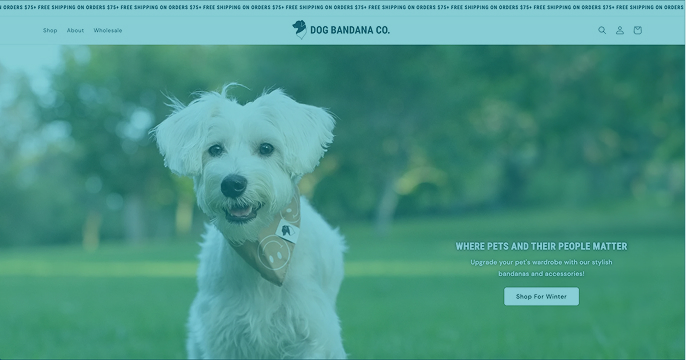 ORDERS $75+ FREE SHIPPING ON ORDERS $75+ FREE SHIPPING ON ORDERS $75+ FREE SHIPPING ON ORDERS $75+ FREE SHIPPING ON ORDERS $75+ FREE SHIPPING ON ORDERS $75+ FREE SHIPPING ON ORDERS $75+ FREE SHIPPING ON ORDERS $75+ FREE SHIPPING ON ORDERS
Shop About Wholesale DOG BANDANA CO.
WHERE PETS AND THEIR PEOPLE MATTER
Upgrade your pet's wardrobe with our stylish
bandanas and accessories!
Shop For Winter